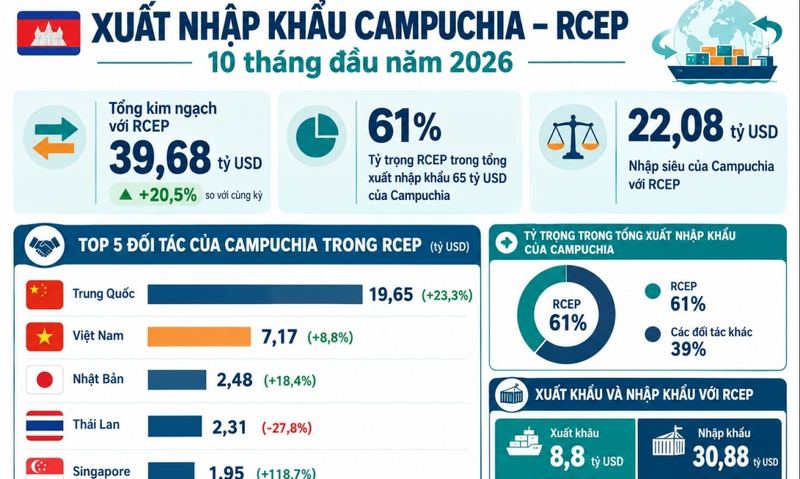 XUẤT NHẬP KHẨU CAMPUCHIA – RCEP
10 tháng đầu năm 2026
Tổng kim ngạch
với RCEP
39,68 tỷ USD
▲ +20,5% so với cùng kỳ
61%
Tỷ trọng RCEP trong tổng
xuất nhập khẩu 65 tỷ USD
của Campuchia
22,08 tỷ USD
Nhập siêu của Campuchia
với RCEP
TOP 5 ĐỐI TÁC CỦA CAMPUCHIA TRONG RCEP (tỷ USD)
Trung Quốc 19,65 (+23,3%)
Việt Nam 7,17 (+8,8%)
Nhật Bản 2,48 (+18,4%)
Thái Lan 2,31 (-27,8%)
Singapore 1,95 (+118,7%)
TỶ TRỌNG TRONG TỔNG XUẤT NHẬP KHẨU
CỦA CAMPUCHIA
RCEP
61%
RCEP
61%
Các đối tác khác
39%
XUẤT KHẨU VÀ NHẬP KHẨU VỚI RCEP
Xuất khẩu
8,8 tỷ USD
Nhập khẩu
30,88 tỷ USD